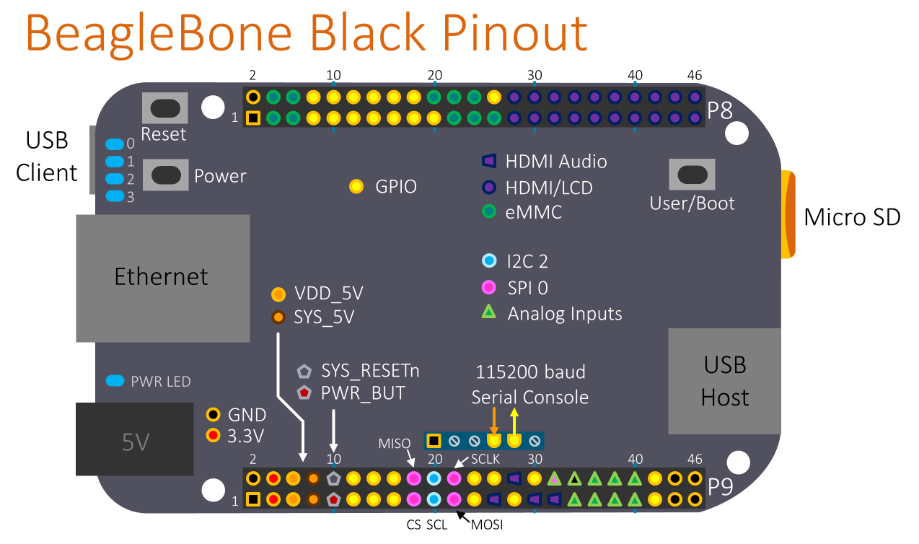 BeagleBone Black Pinout
2 10 20 30 40 46
1
P8
USB
Client
Reset
0
1
2
3
Power
GPIO
HDMI Audio
HDMI/LCD
eMMC
User/Boot
Micro SD
Ethernet
I2C 2
SPI 0
Analog Inputs
VDD_5V
SYS_5V
USB
Host
SYS_RESETn
PWR_BUT
115200 baud
Serial Console
PWR LED
GND
3.3V
5V
MISO
SCLK
2 10 20 30 40 46
1
P9
CS SCL MOSI